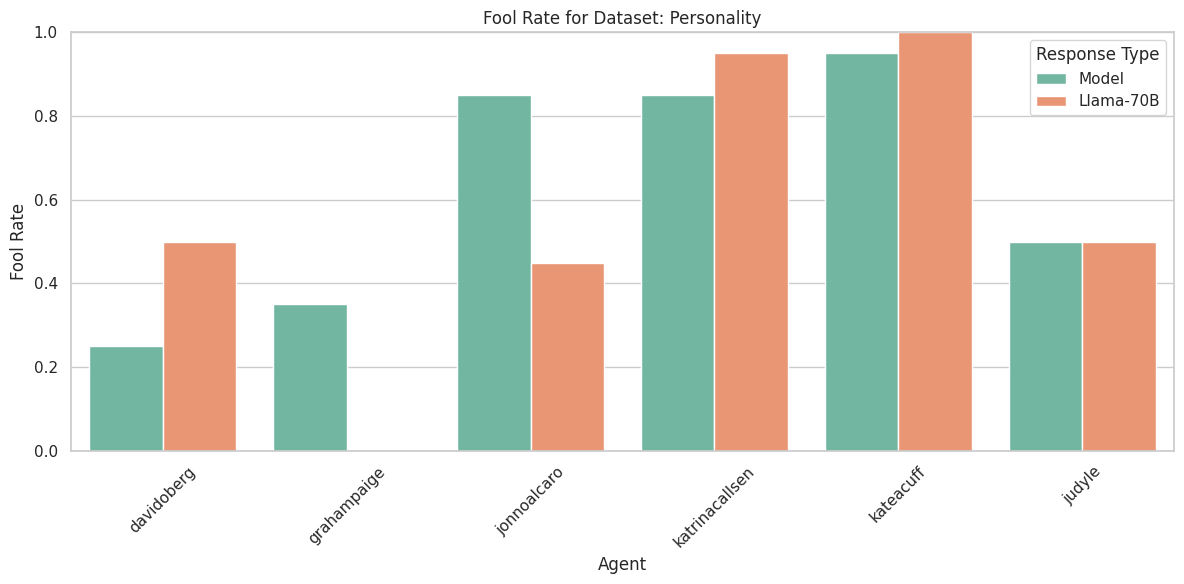 Fool Rate for Dataset: Personality
1.0
0.8
0.6
0.4
0.2
0.0
Fool Rate
Response Type
Model
Llama-70B
davidoberg
grahampaige
jonnoalcaro
katrinacallsen
kateacuff
judyle
Agent